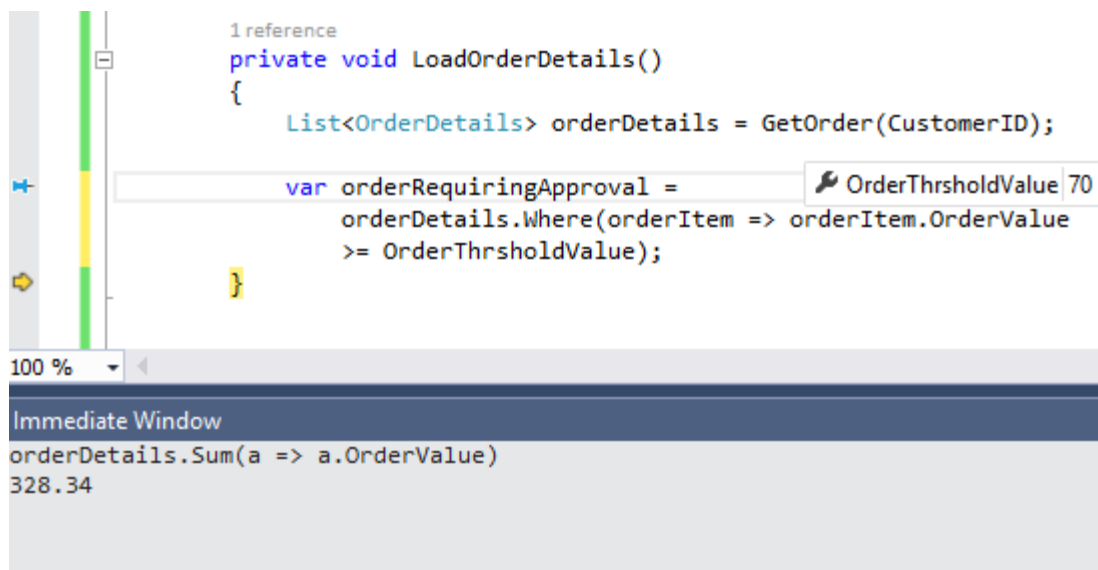 1 reference
private void LoadOrderDetails()
{
List<OrderDetails> orderDetails = GetOrder(CustomerID);
var orderRequiringApproval =
OrderThrsholdValue 70
orderDetails.Where(orderItem => orderItem.OrderValue
>= OrderThrsholdValue);
}
100 %
Immediate Window
orderDetails.Sum(a => a.OrderValue)
328.34